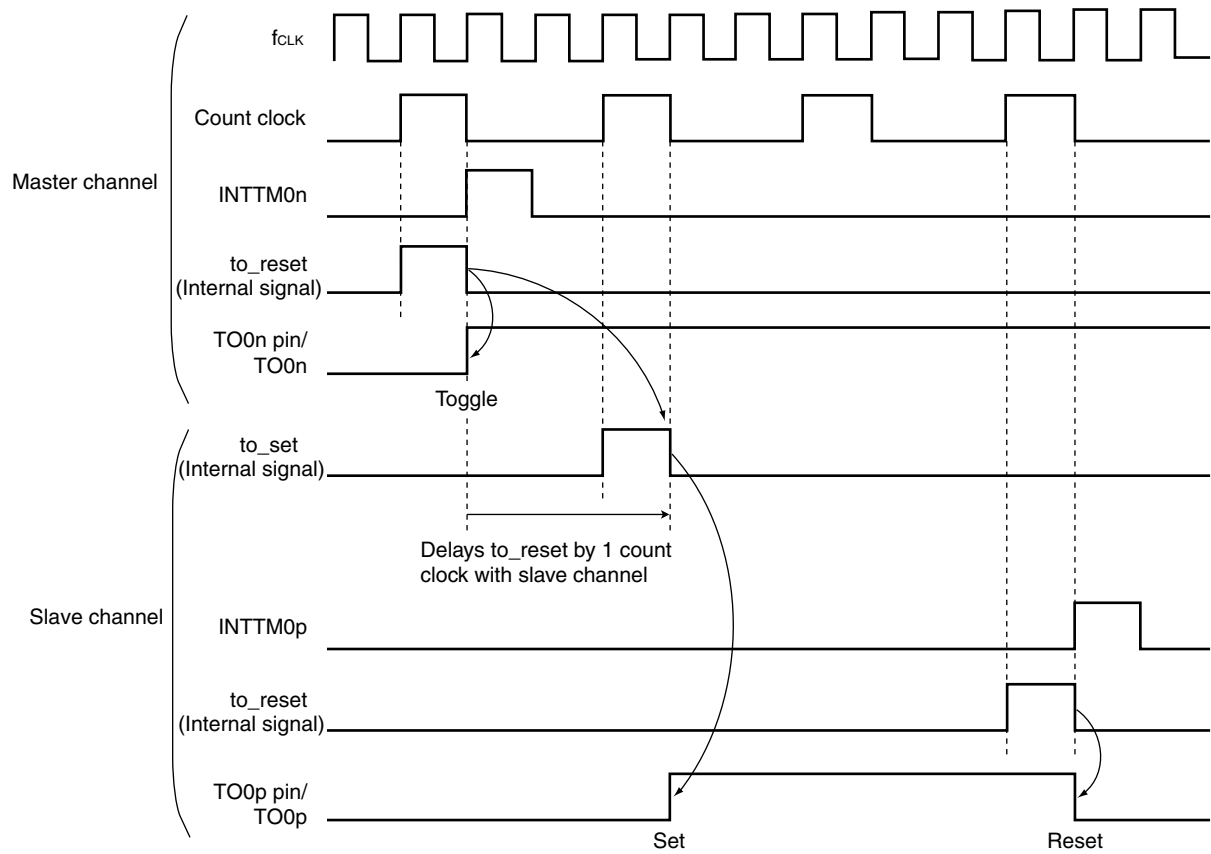 fCLK
Count clock
Master channel
INTTM0n
to_reset
(Internal signal)
TO0n pin/
TO0n
Toggle
to_set
(Internal signal)
Delays to_reset by 1 count
clock with slave channel
Slave channel
INTTM0p
to_reset
(Internal signal)
TO0p pin/
TO0p
Set
Reset